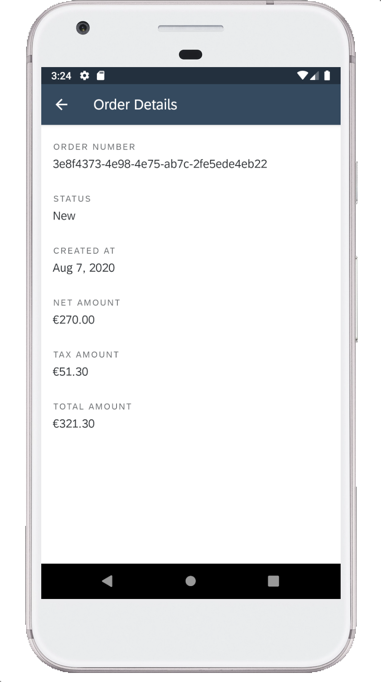 3:24
Order Details
ORDER NUMBER
3e8f4373-4e98-4e75-ab7c-2fe5ede4eb22
STATUS
New
CREATED AT
Aug 7, 2020
NET AMOUNT
€270.00
TAX AMOUNT
€51.30
TOTAL AMOUNT
€321.30